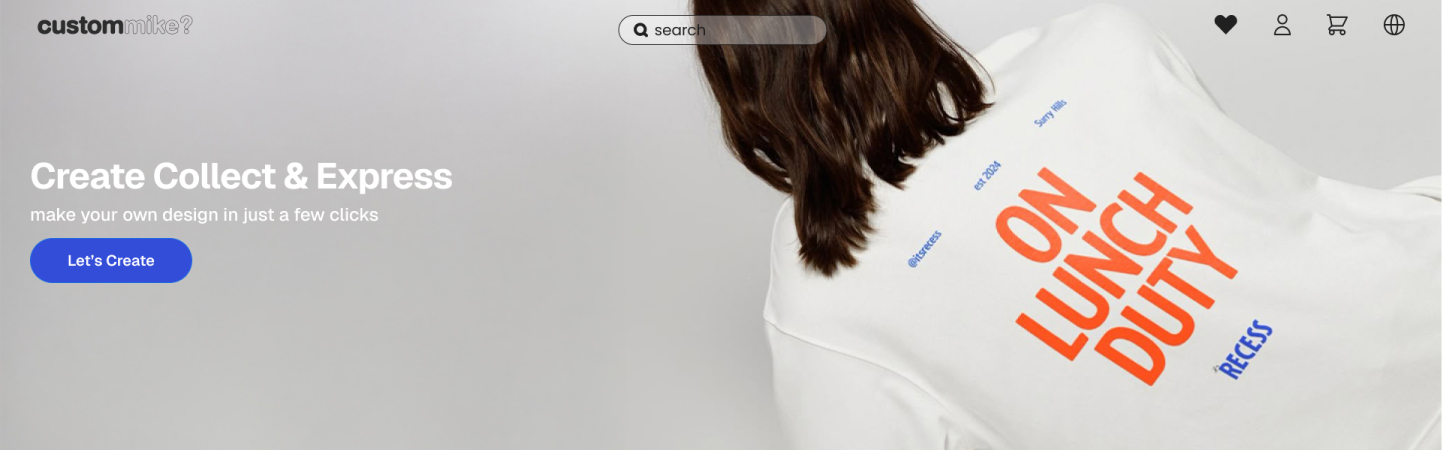 custommike?
search
Create Collect & Express
make your own design in just a few clicks
Let's Create
Surry Hills
est 2024
@itsrecess
ON
LUNCH
DUTY
RECESS